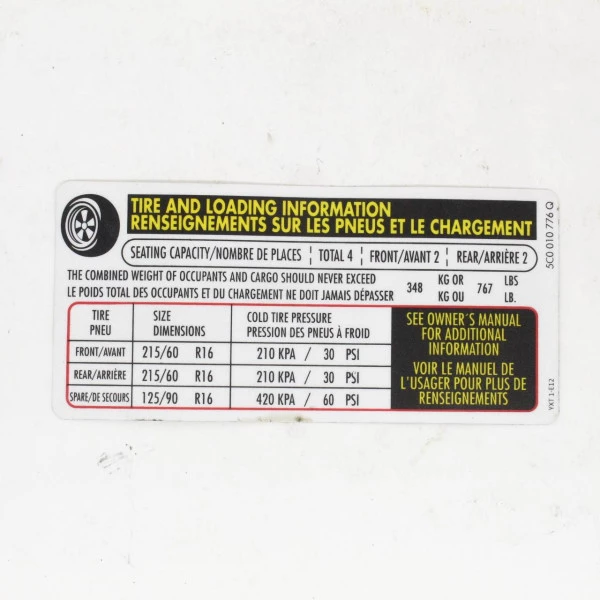 TIRE AND LOADING INFORMATION
RENSEIGNEMENTS SUR LES PNEUS ET LE CHARGEMENT
SEATING CAPACITY/NOMBRE DE PLACES TOTAL 4 FRONT/AVANT 2 REAR/ARRIÈRE 2
THE COMBINED WEIGHT OF OCCUPANTS AND CARGO SHOULD NEVER EXCEED
LE POIDS TOTAL DES OCCUPANTS ET DU CHARGEMENT NE DOIT JAMAIS DÉPASSER
348 KG OR 767 LBS
KG OU LB.
TIRE SIZE COLD TIRE PRESSURE
PNEU DIMENSIONS PRESSION DES PNEUS À FROID
FRONT/AVANT 215/60 R16 210 KPA / 30 PSI
REAR/ARRIÈRE 215/60 R16 210 KPA / 30 PSI
SPARE/DE SECOURS 125/90 R16 420 KPA / 60 PSI
SEE OWNER´S MANUAL
FOR ADDITIONAL
INFORMATION
VOIR LE MANUEL DE
L´USAGER POUR PLUS DE
RENSEIGNEMENTS
5C0 010 776 Q
YXT 1-E12